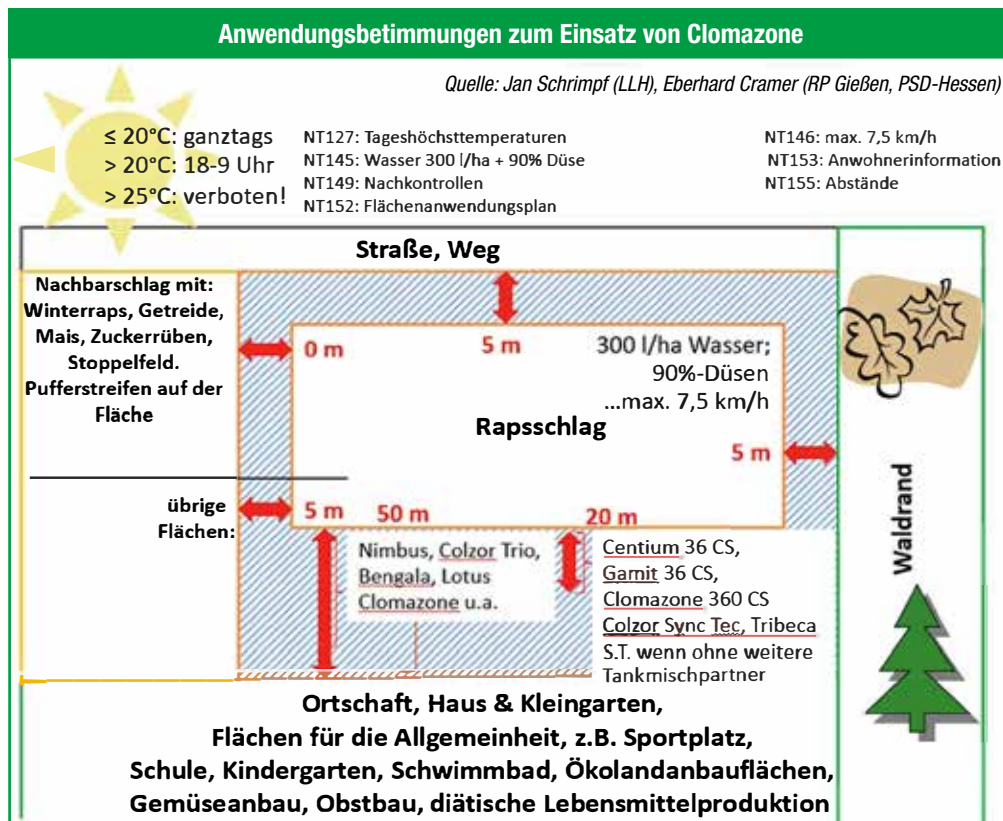 Anwendungsbetimmungen zum Einsatz von Clomazone
Quelle: Jan Schrimpf (LLH), Eberhard Cramer (RP Gießen, PSD-Hessen)
≤ 20°C: ganztags
> 20°C: 18-9 Uhr
> 25°C: verboten!
NT127: Tageshöchsttemperaturen
NT145: Wasser 300 l/ha + 90% Düse
NT149: Nachkontrollen
NT152: Flächenanwendungsplan
NT146: max. 7,5 km/h
NT153: Anwohnerinformation
NT155: Abstände
Straße, Weg
Nachbarschlag mit:
Winterraps, Getreide,
Mais, Zuckerrüben,
Stoppelfeld.
Pufferstreifen auf der
Fläche
0 m
5 m
300 l/ha Wasser;
90%-Düsen
...max. 7,5 km/h
Rapsschlag
5 m
Waldrand
übrige
Flächen:
5 m
50 m
20 m
Nimbus, Colzor Trio,
Bengala, Lotus
Clomazone u.a.
Centium 36 CS,
Gamit 36 CS,
Clomazone 360 CS
Colzor Sync Tec, Tribeca
S.T. wenn ohne weitere
Tankmischpartner
Ortschaft, Haus & Kleingarten,
Flächen für die Allgemeinheit, z.B. Sportplatz,
Schule, Kindergarten, Schwimmbad, Ökolandanbauflächen,
Gemüseanbau, Obstbau, diätische Lebensmittelproduktion